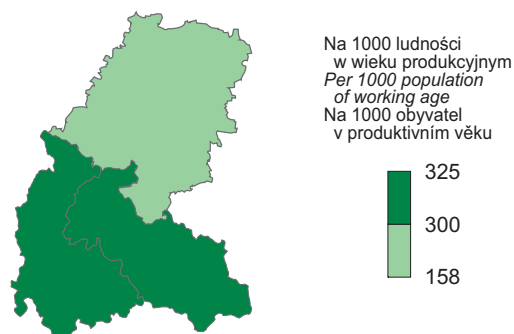 Na 1000 ludności
w wieku produkcyjnym
Per 1000 population
of working age
Na 1000 obyvatel
v produktivním věku
325
300
158